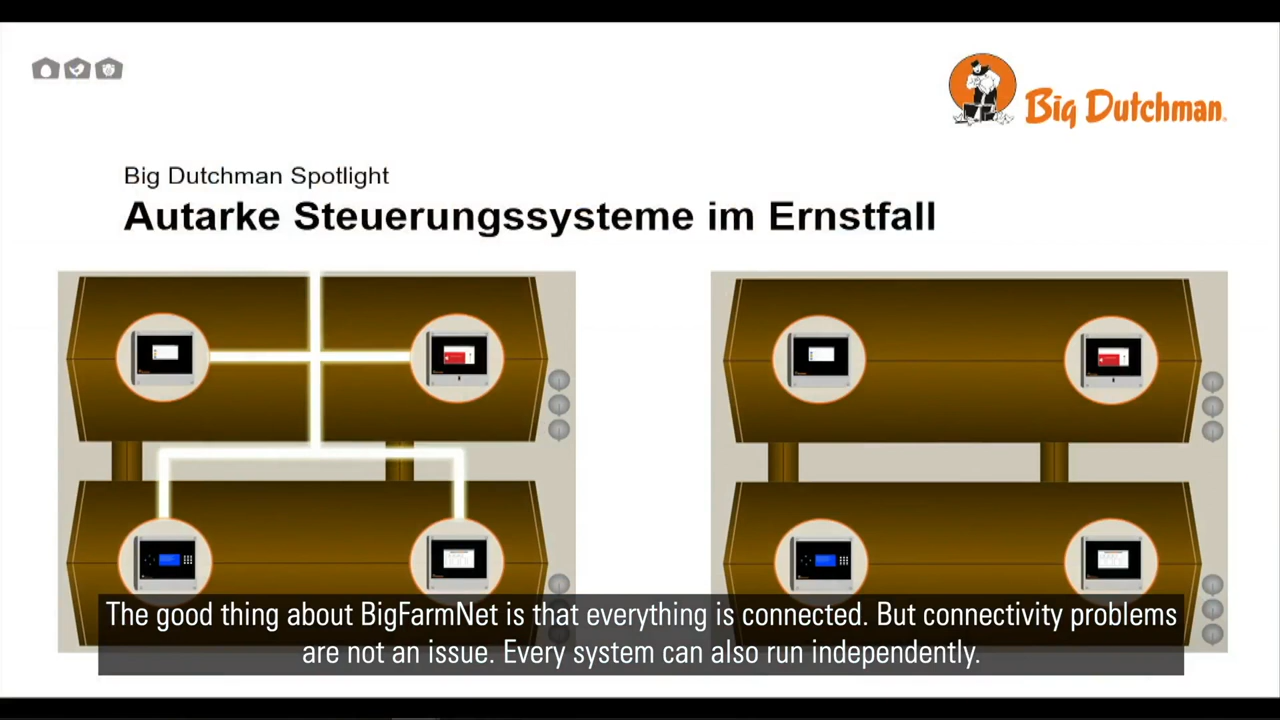 Big Dutchman
Big Dutchman Spotlight
Autarke Steuerungssysteme im Ernstfall
The good thing about BigFarmNet is that everything is connected. But connectivity problems
are not an issue. Every system can also run independently.